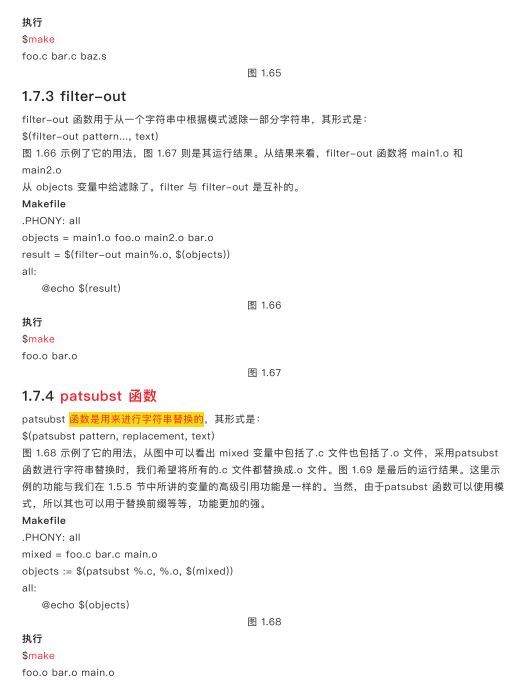 执行
$make
foo.c bar.c baz.s
图 1.65
1.7.3 filter-out
filter-out 函数用于从一个字符串中根据模式滤除一部分字符串，其形式是：
$(filter-out pattern..., text)
图 1.66 示例了它的用法，图 1.67 则是其运行结果。从结果来看，filter-out 函数将 main1.o 和
main2.o
从 objects 变量中给滤除了。filter 与 filter-out 是互补的。
Makefile
.PHONY: all
objects = main1.o foo.o main2.o bar.o
result = $(filter-out main%.o, $(objects))
all:
@echo $(result)
图 1.66
执行
$make
foo.o bar.o
图 1.67
1.7.4 patsubst 函数
patsubst 函数是用来进行字符串替换的，其形式是：
$(patsubst pattern, replacement, text)
图 1.68 示例了它的用法，从图中可以看出 mixed 变量中包括了.c 文件也包括了.o 文件，采用patsubst
函数进行字符串替换时，我们希望将所有的.c 文件都替换成.o 文件。图 1.69 是最后的运行结果。这里示
例的功能与我们在 1.5.5 节中所讲的变量的高级引用功能是一样的。当然，由于patsubst 函数可以使用模
式，所以其也可以用于替换前缀等等，功能更加的强。
Makefile
.PHONY: all
mixed = foo.c bar.c main.o
objects := $(patsubst %.c, %.o, $(mixed))
all:
@echo $(objects)
图 1.68
执行
$make
foo.o bar.o main.o